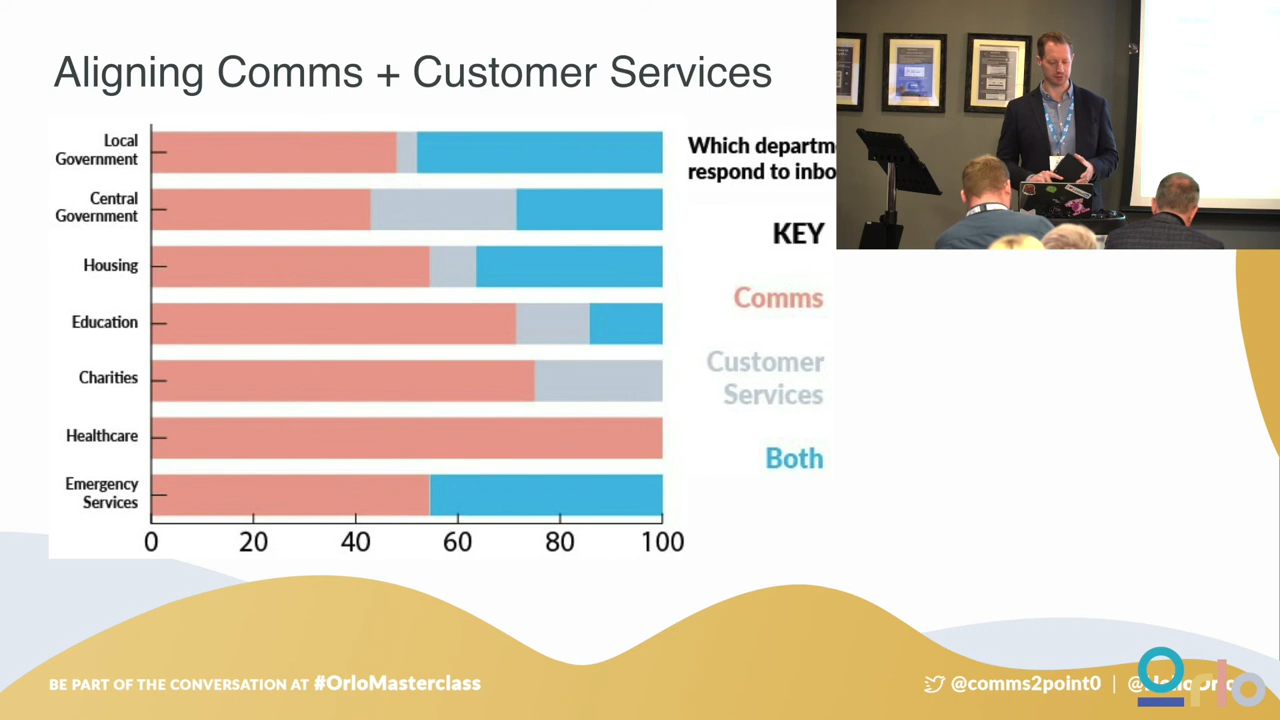 Aligning Comms + Customer Services
Local
Government
Central
Government
Housing
Education
Charities
Healthcare
Emergency
Services
0 20 40 60 80 100
Which departm
respond to inbo
KEY
Comms
Customer
Services
Both
BE PART OF THE CONVERSATION AT #OrloMasterclass
@comms2point0 |
orlo